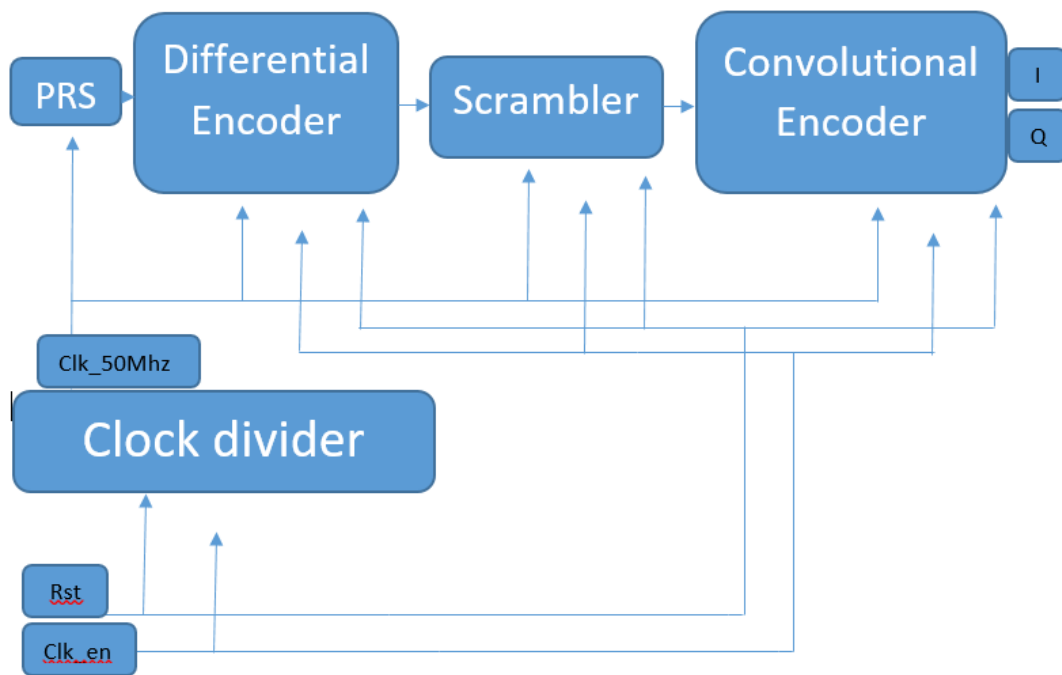 PRS
Differential
Encoder
Scrambler
Convolutional
Encoder
I
Q
Clk_50Mhz
Clock divider
Rst
Clk_en